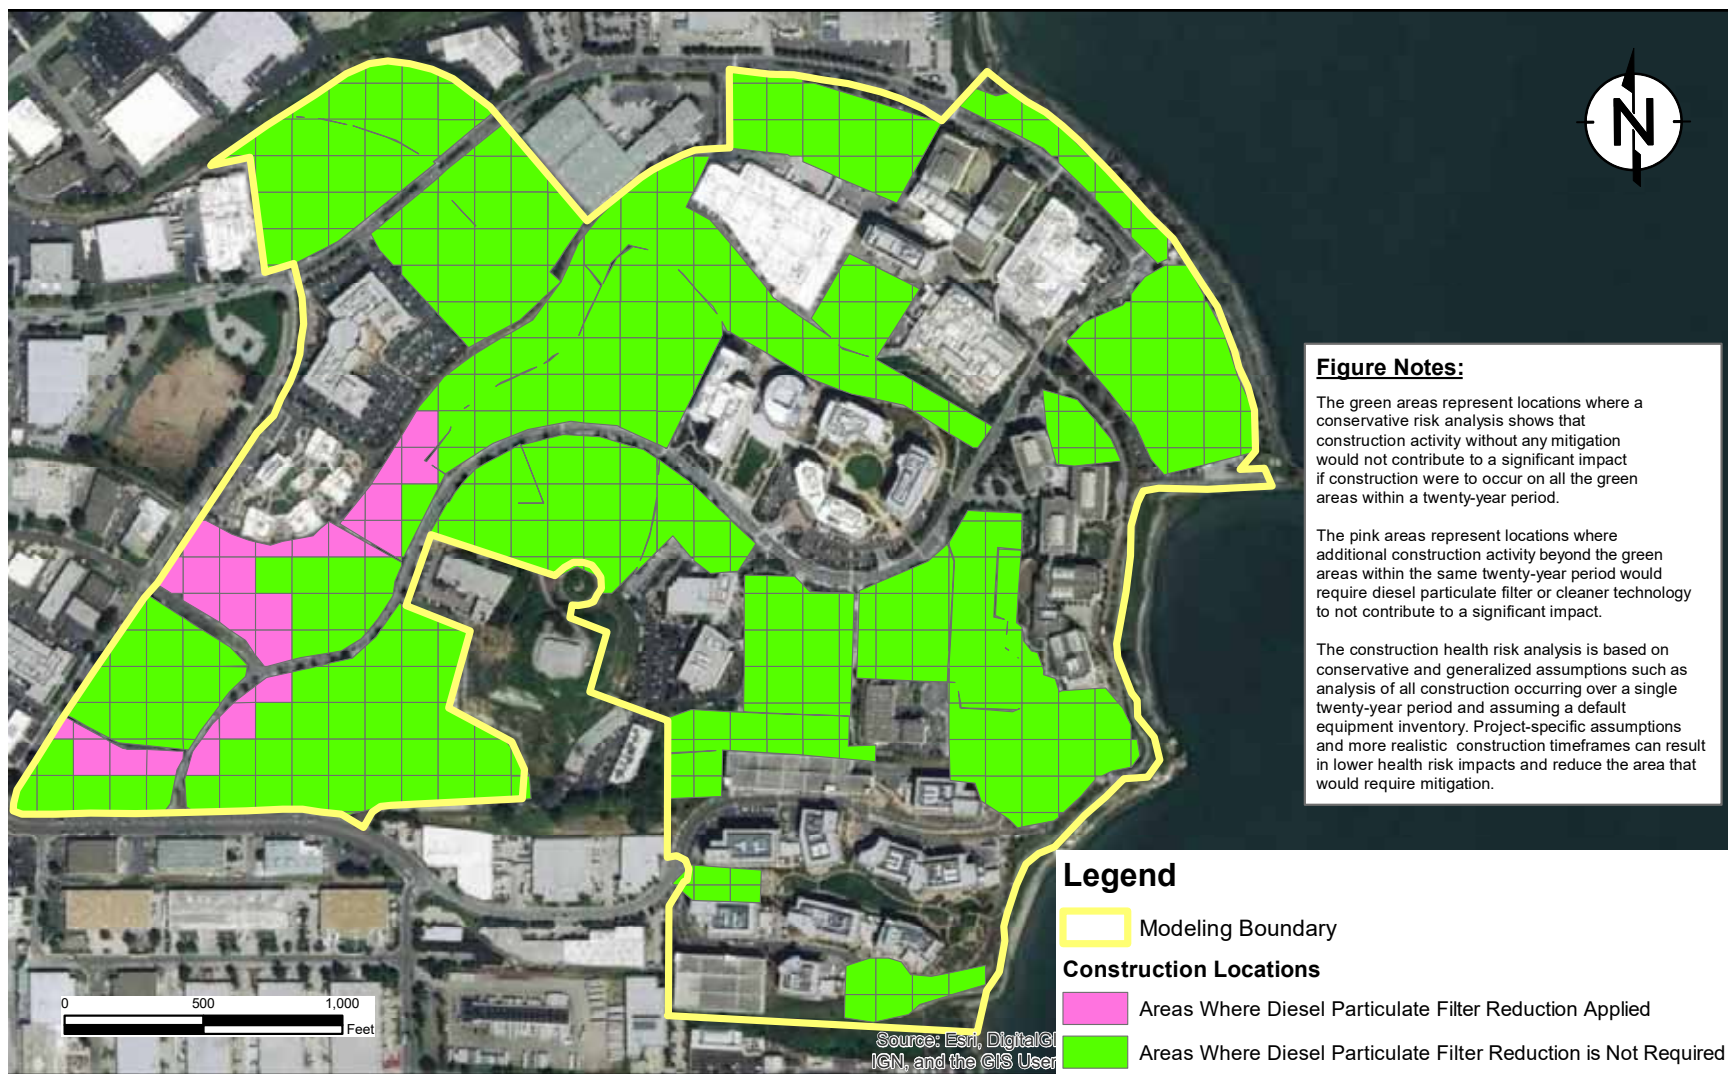 N
Figure Notes:
The green areas represent locations where a
conservative risk analysis shows that
construction activity without any mitigation
would not contribute to a significant impact
if construction were to occur on all the green
areas within a twenty-year period.
The pink areas represent locations where
additional construction activity beyond the green
areas within the same twenty-year period would
require diesel particulate filter or cleaner technology
to not contribute to a significant impact.
The construction health risk analysis is based on
conservative and generalized assumptions such as
analysis of all construction occurring over a single
twenty-year period and assuming a default
equipment inventory. Project-specific assumptions
and more realistic construction timeframes can result
in lower health risk impacts and reduce the area that
would require mitigation.
Legend
Modeling Boundary
Construction Locations
Areas Where Diesel Particulate Filter Reduction Applied
Areas Where Diesel Particulate Filter Reduction is Not Required
0 500 1,000
Feet
Source: Esri, DigitalGl
IGN, and the GIS User